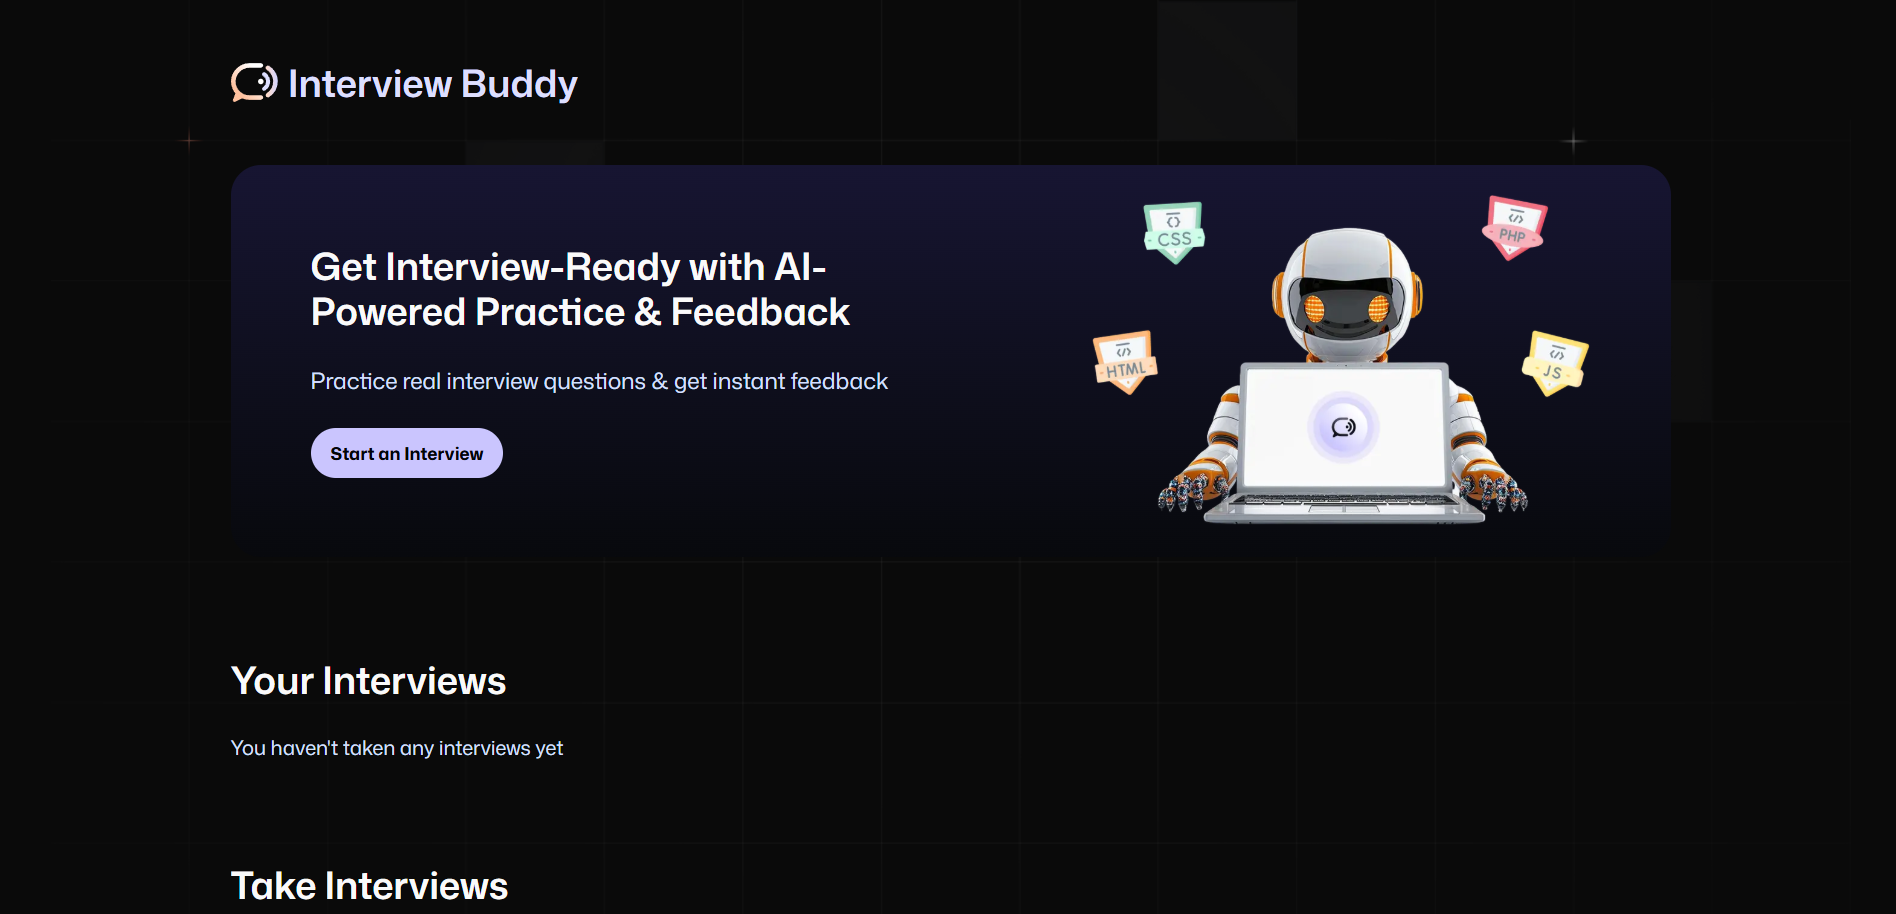 Interview Buddy
Get Interview-Ready with AI-
Powered Practice & Feedback
Practice real interview questions & get instant feedback
Start an Interview
CSS
PHP
HTML
JS
Your Interviews
You haven't taken any interviews yet
Take Interviews